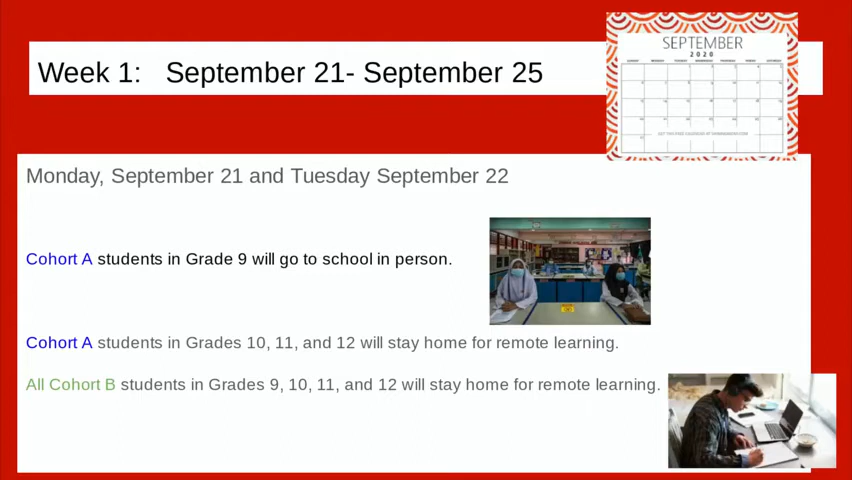 Week 1: September 21- September 25
SEPTEMBER
2020
Monday, September 21 and Tuesday September 22
Cohort A students in Grade 9 will go to school in person.
Cohort A students in Grades 10, 11, and 12 will stay home for remote learning.
All Cohort B students in Grades 9, 10, 11, and 12 will stay home for remote learning.